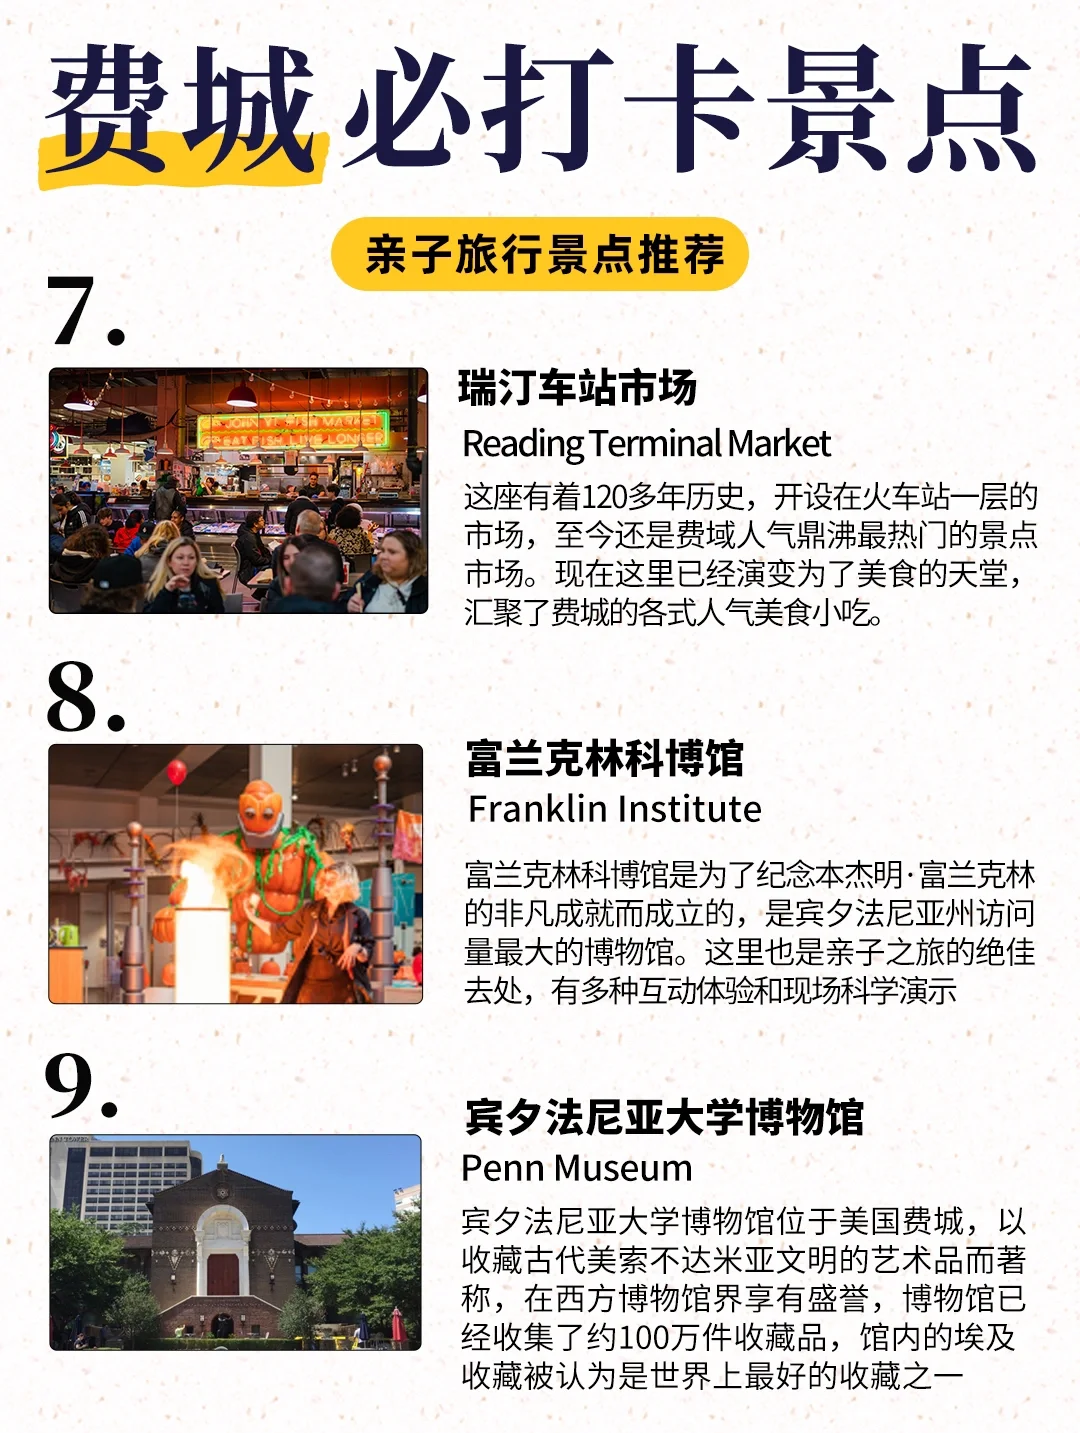 费城必打卡景点
亲子旅行景点推荐
7.
瑞汀车站市场
Reading Terminal Market
这座有着120多年历史，开设在火车站一层的
市场，至今还是费域人气鼎沸最热门的景点
市场。现在这里已经演变为了美食的天堂，
汇聚了费城的各式人气美食小吃。
8.
富兰克林科博馆
Franklin Institute
富兰克林科博馆是为了纪念本杰明·富兰克林
的非凡成就而成立的，是宾夕法尼亚州访问
量最大的博物馆。这里也是亲子之旅的绝佳
去处，有多种互动体验和现场科学演示
9.
宾夕法尼亚大学博物馆
Penn Museum
宾夕法尼亚大学博物馆位于美国费城，以
收藏古代美索不达米亚文明的艺术品而著
称，在西方博物馆界享有盛誉，博物馆已
经收集了约100万件收藏品，馆内的埃及
收藏被认为是世界上最好的收藏之一